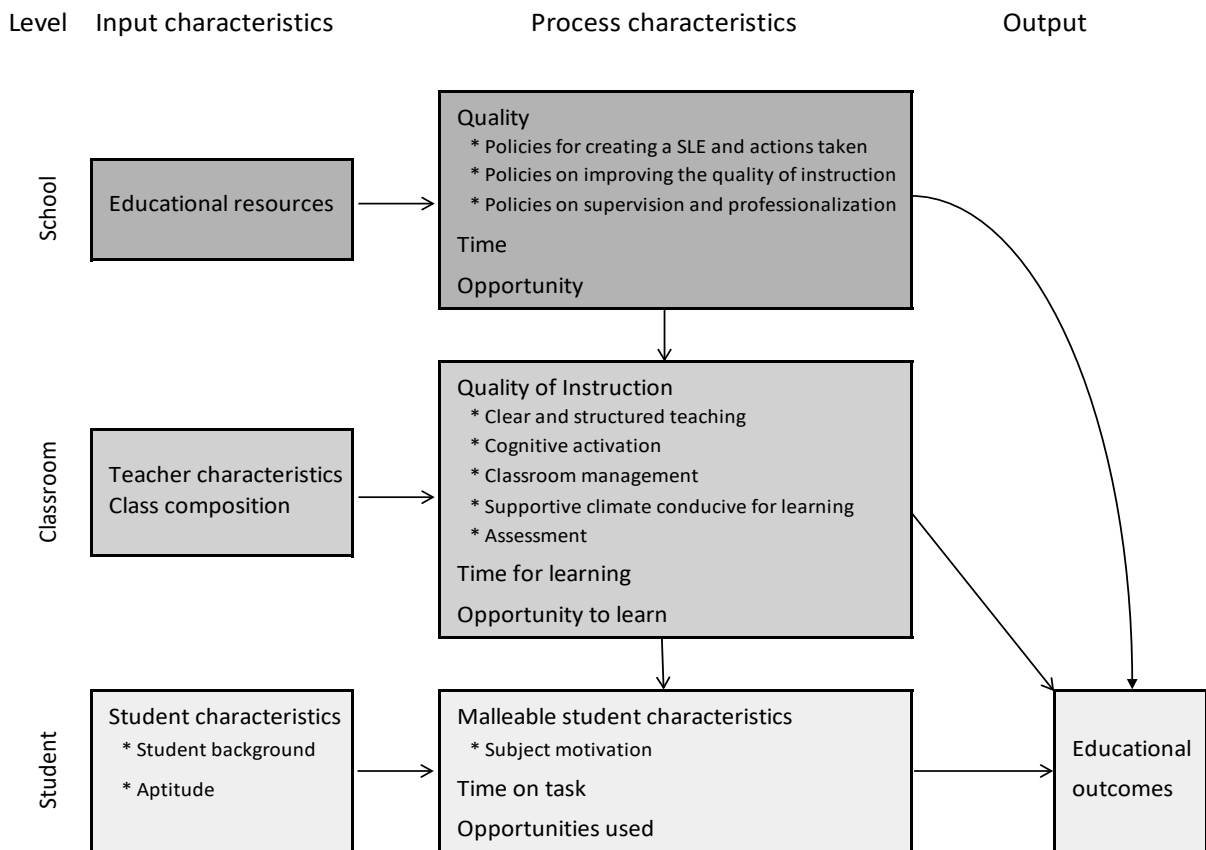 Level Input characteristics Process characteristics Output
School
Educational resources
Quality
* Policies for creating a SLE and actions taken
* Policies on improving the quality of instruction
* Policies on supervision and professionalization
Time
Opportunity
Classroom
Teacher characteristics
Class composition
Quality of Instruction
* Clear and structured teaching
* Cognitive activation
* Classroom management
* Supportive climate conducive for learning
* Assessment
Time for learning
Opportunity to learn
Student
Student characteristics
* Student background
* Aptitude
Malleable student characteristics
* Subject motivation
Time on task
Opportunities used
Educational
outcomes